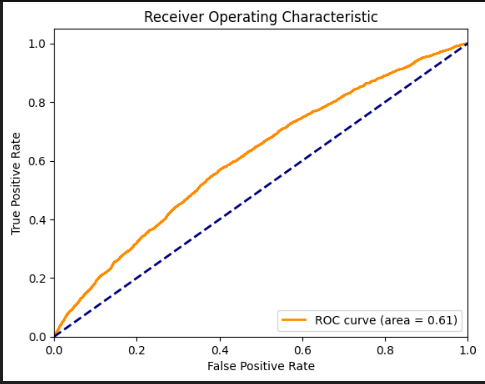 Receiver Operating Characteristic
True Positive Rate
1.0
0.8
0.6
0.4
0.2
0.0
ROC curve (area = 0.61)
0.0 0.2 0.4 0.6 0.8 1.0
False Positive Rate